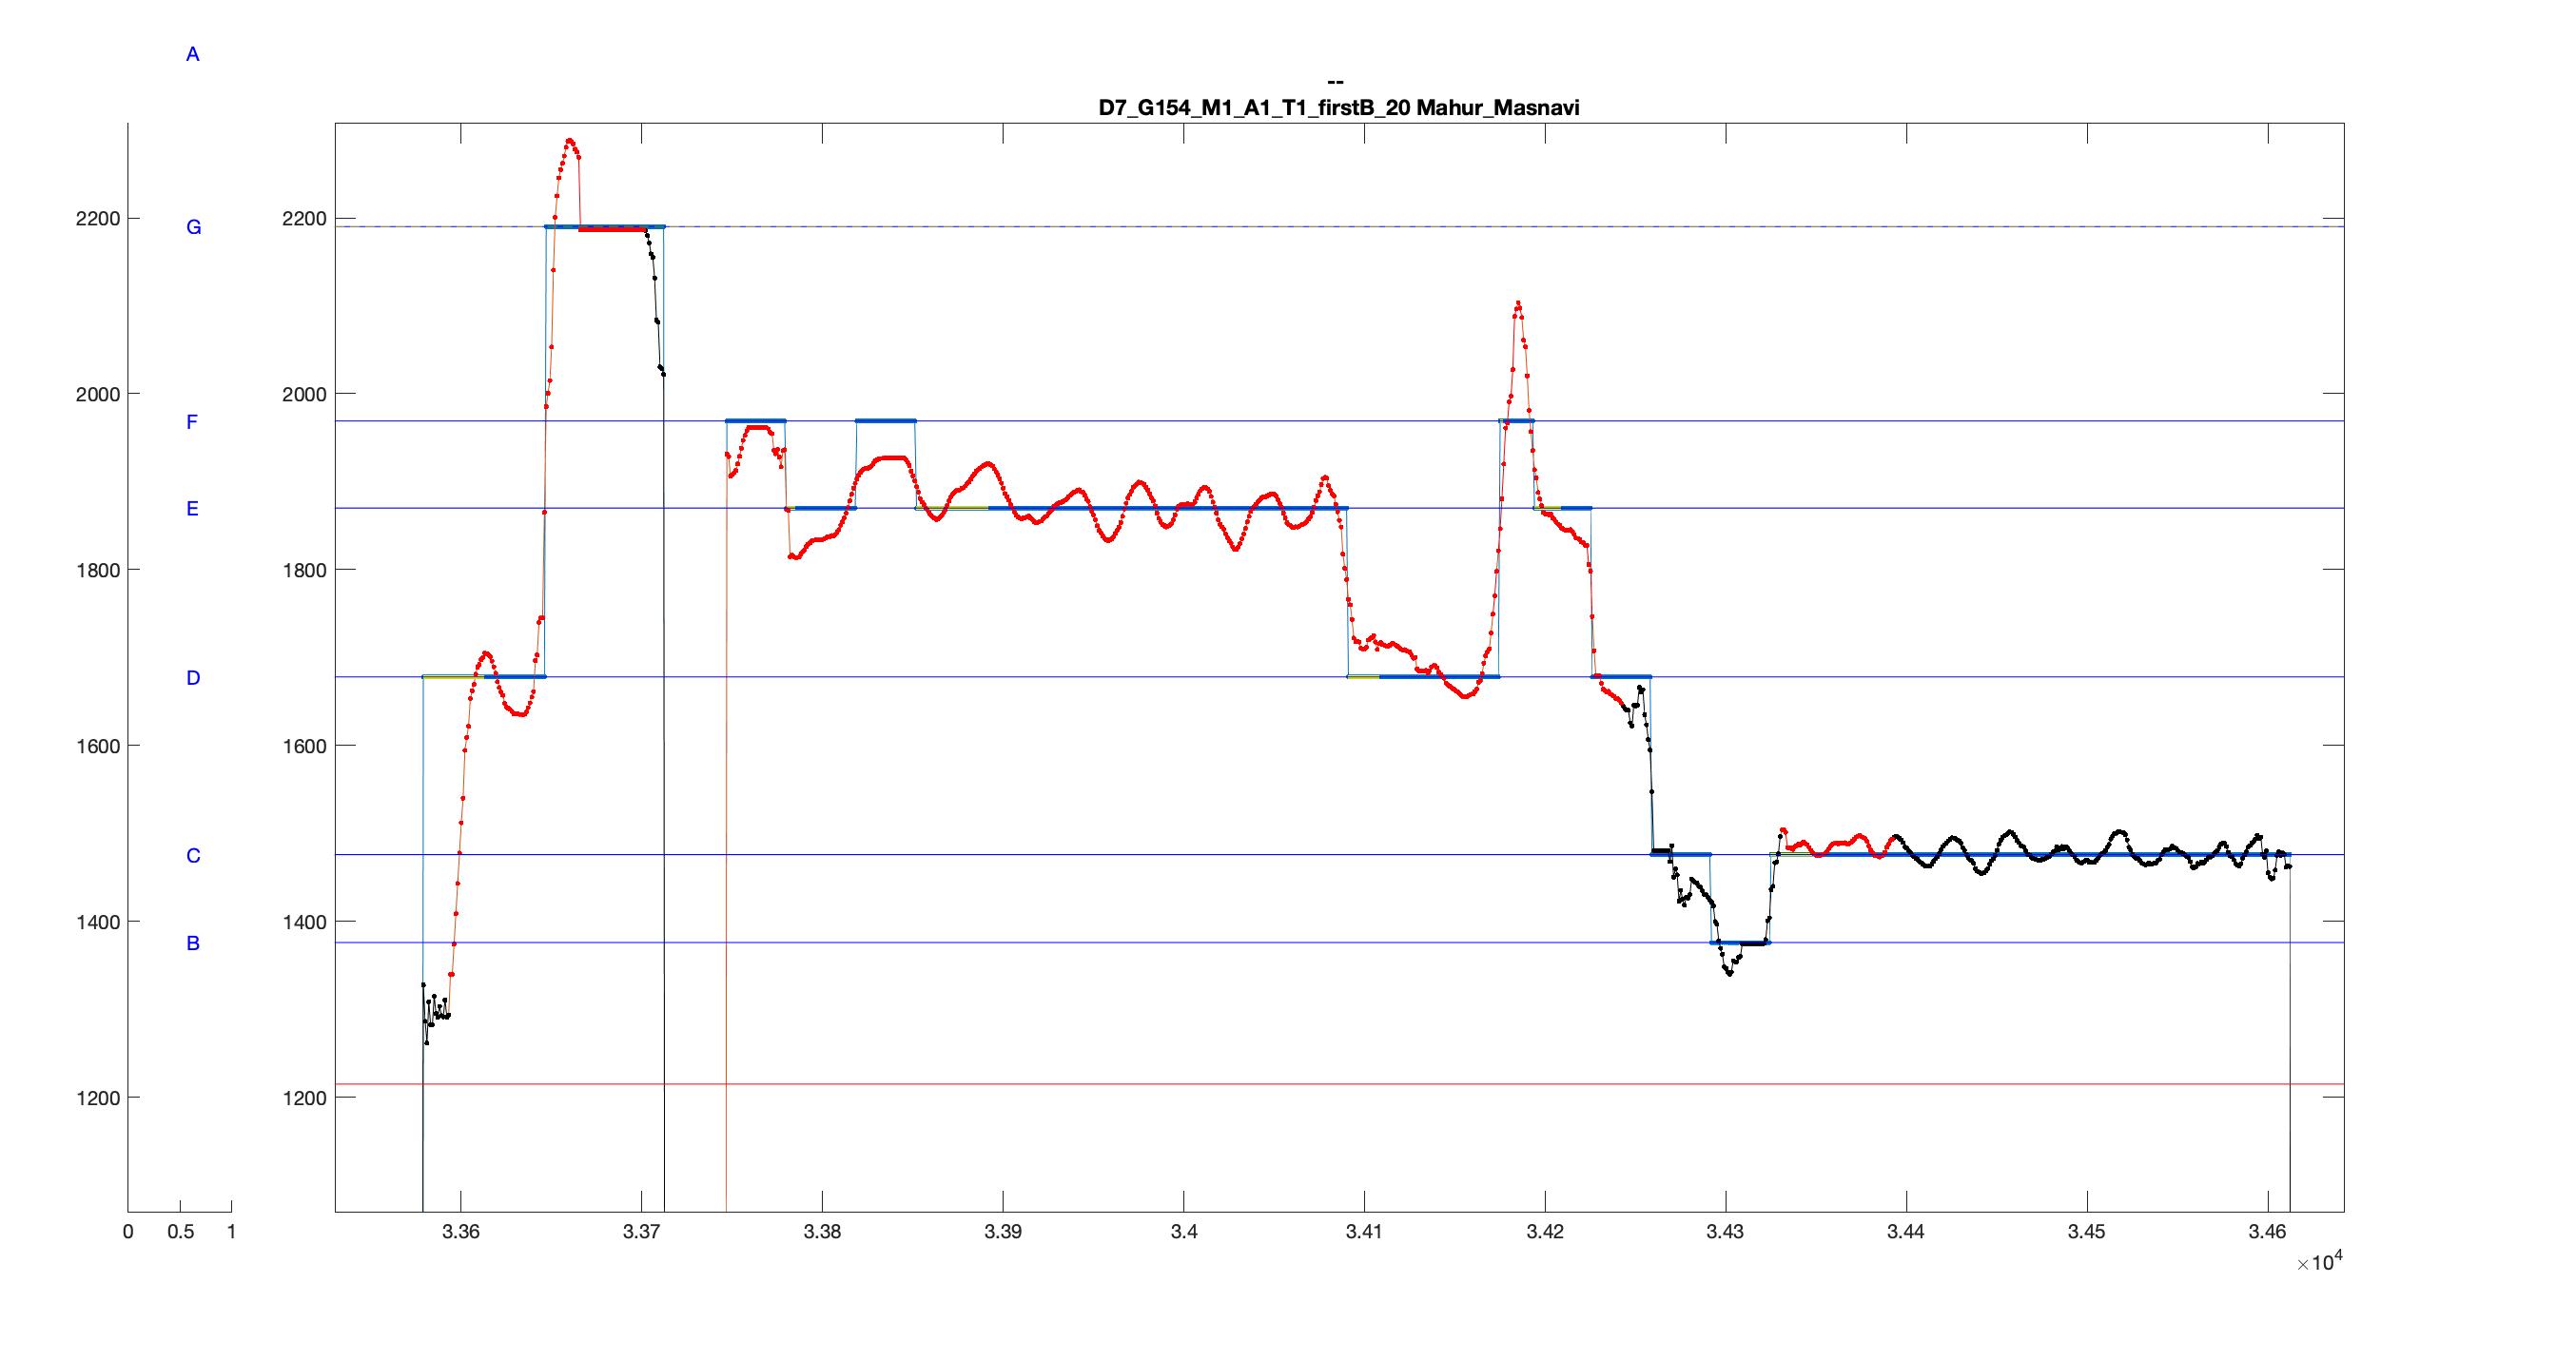 A
--
D7_G154_M1_A1_T1_firstB_20 Mahur_Masnavi
2200 G 2200
2000 2000
F
E
1800 1800
D
1600 1600
C
1400 1400
B
1200 1200
0 0.5 1 3.36 3.37 3.38 3.39 3.4 3.41 3.42 3.43 3.44 3.45 3.46
×10⁴